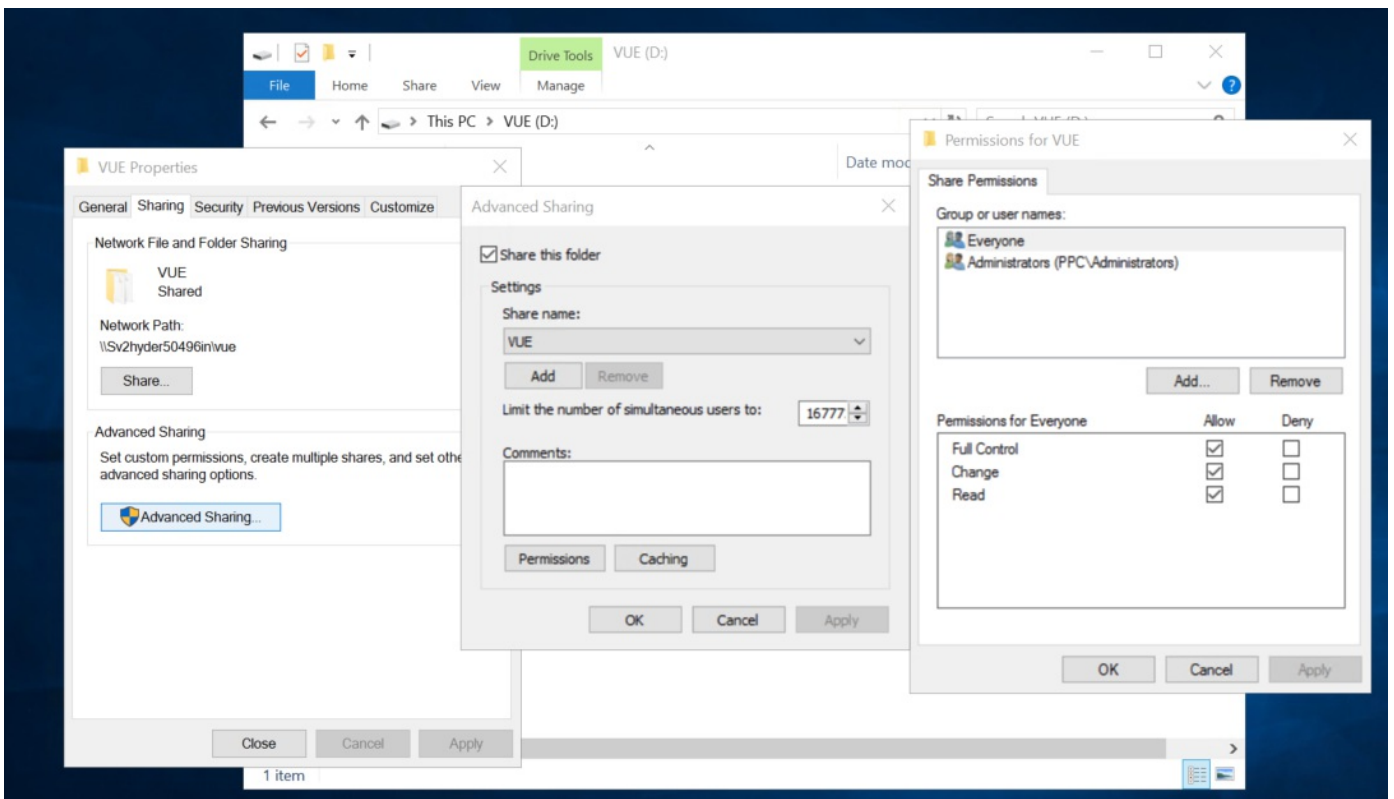 Drive Tools VUE (D:)
File Home Share View Manage
This PC > VUE (D:)
Date mod
1 item
VUE Properties
General Sharing Security Previous Versions Customize
Network File and Folder Sharing
VUE
Shared
Network Path:
\\Sv2hyder50496in\vue
Share...
Advanced Sharing
Set custom permissions, create multiple shares, and set othe
advanced sharing options.
Advanced Sharing...
Close Cancel Apply
Advanced Sharing
Share this folder
Settings
Share name:
VUE
Add Remove
Limit the number of simultaneous users to: 16777
Comments:
Permissions Caching
OK Cancel Apply
Permissions for VUE
Share Permissions
Group or user names:
Everyone
Administrators (PPC\Administrators)
Add... Remove
Permissions for Everyone Allow Deny
Full Control
Change
Read
OK Cancel Apply